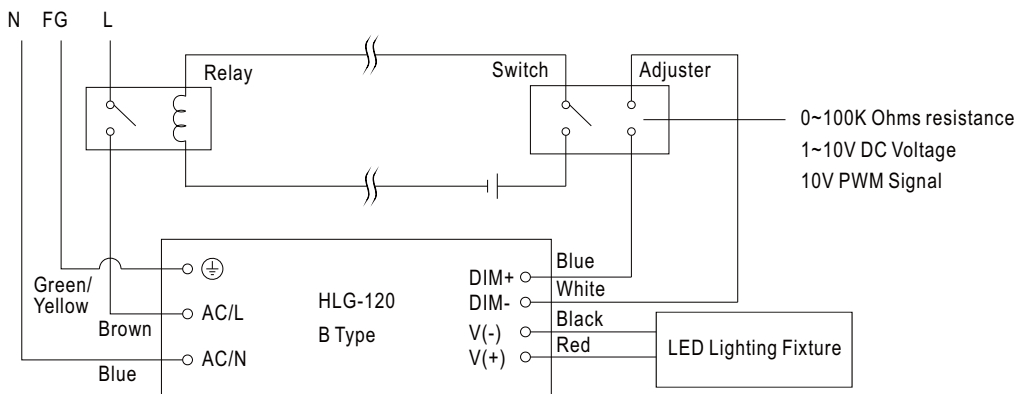 N FG L
Relay
Switch
Adjuster
0~100K Ohms resistance
1~10V DC Voltage
10V PWM Signal
Green/
Yellow
Brown
Blue
AC/L
AC/N
HLG-120
B Type
DIM+
DIM-
V(-)
V(+)
Blue
White
Black
Red
LED Lighting Fixture